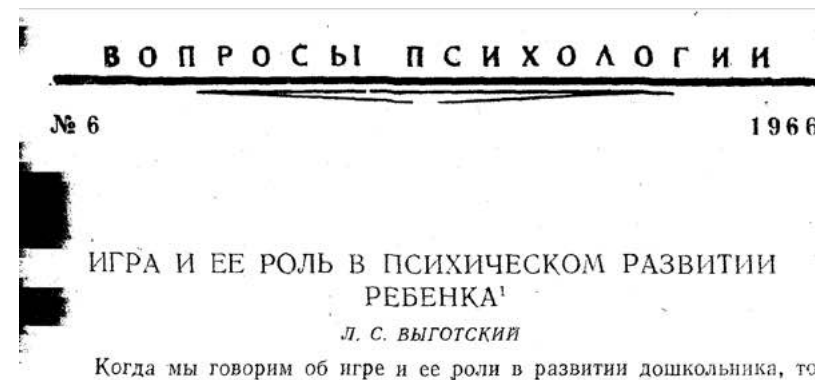 ВОПРОСЫ ПСИХОЛОГИИ
№ 6 1966
ИГРА И ЕЕ РОЛЬ В ПСИХИЧЕСКОМ РАЗВИТИИ
РЕБЕНКА¹
Л. С. ВЫГОТСКИЙ
Когда мы говорим об игре и ее роли в развитии дошкольника, то